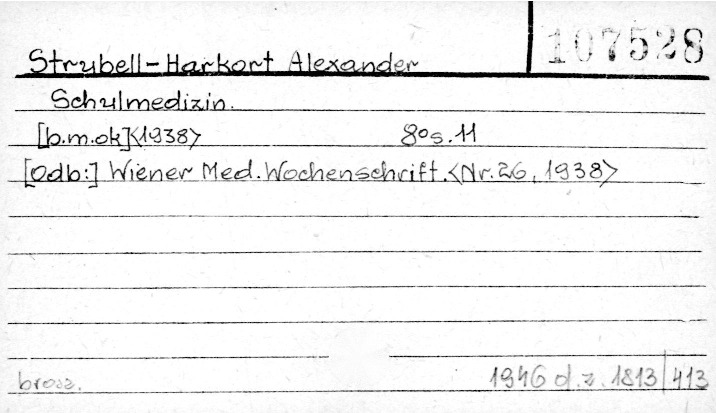 107528
Strubell-Harkort Alexander
Schulmedizin.
[b.m.ok]<1938> 8o s. 11
[Odb:] Wiener Med. Wochenschrift. <Nr. 26, 1938>
brosz. 1946 d. z. 1813/413